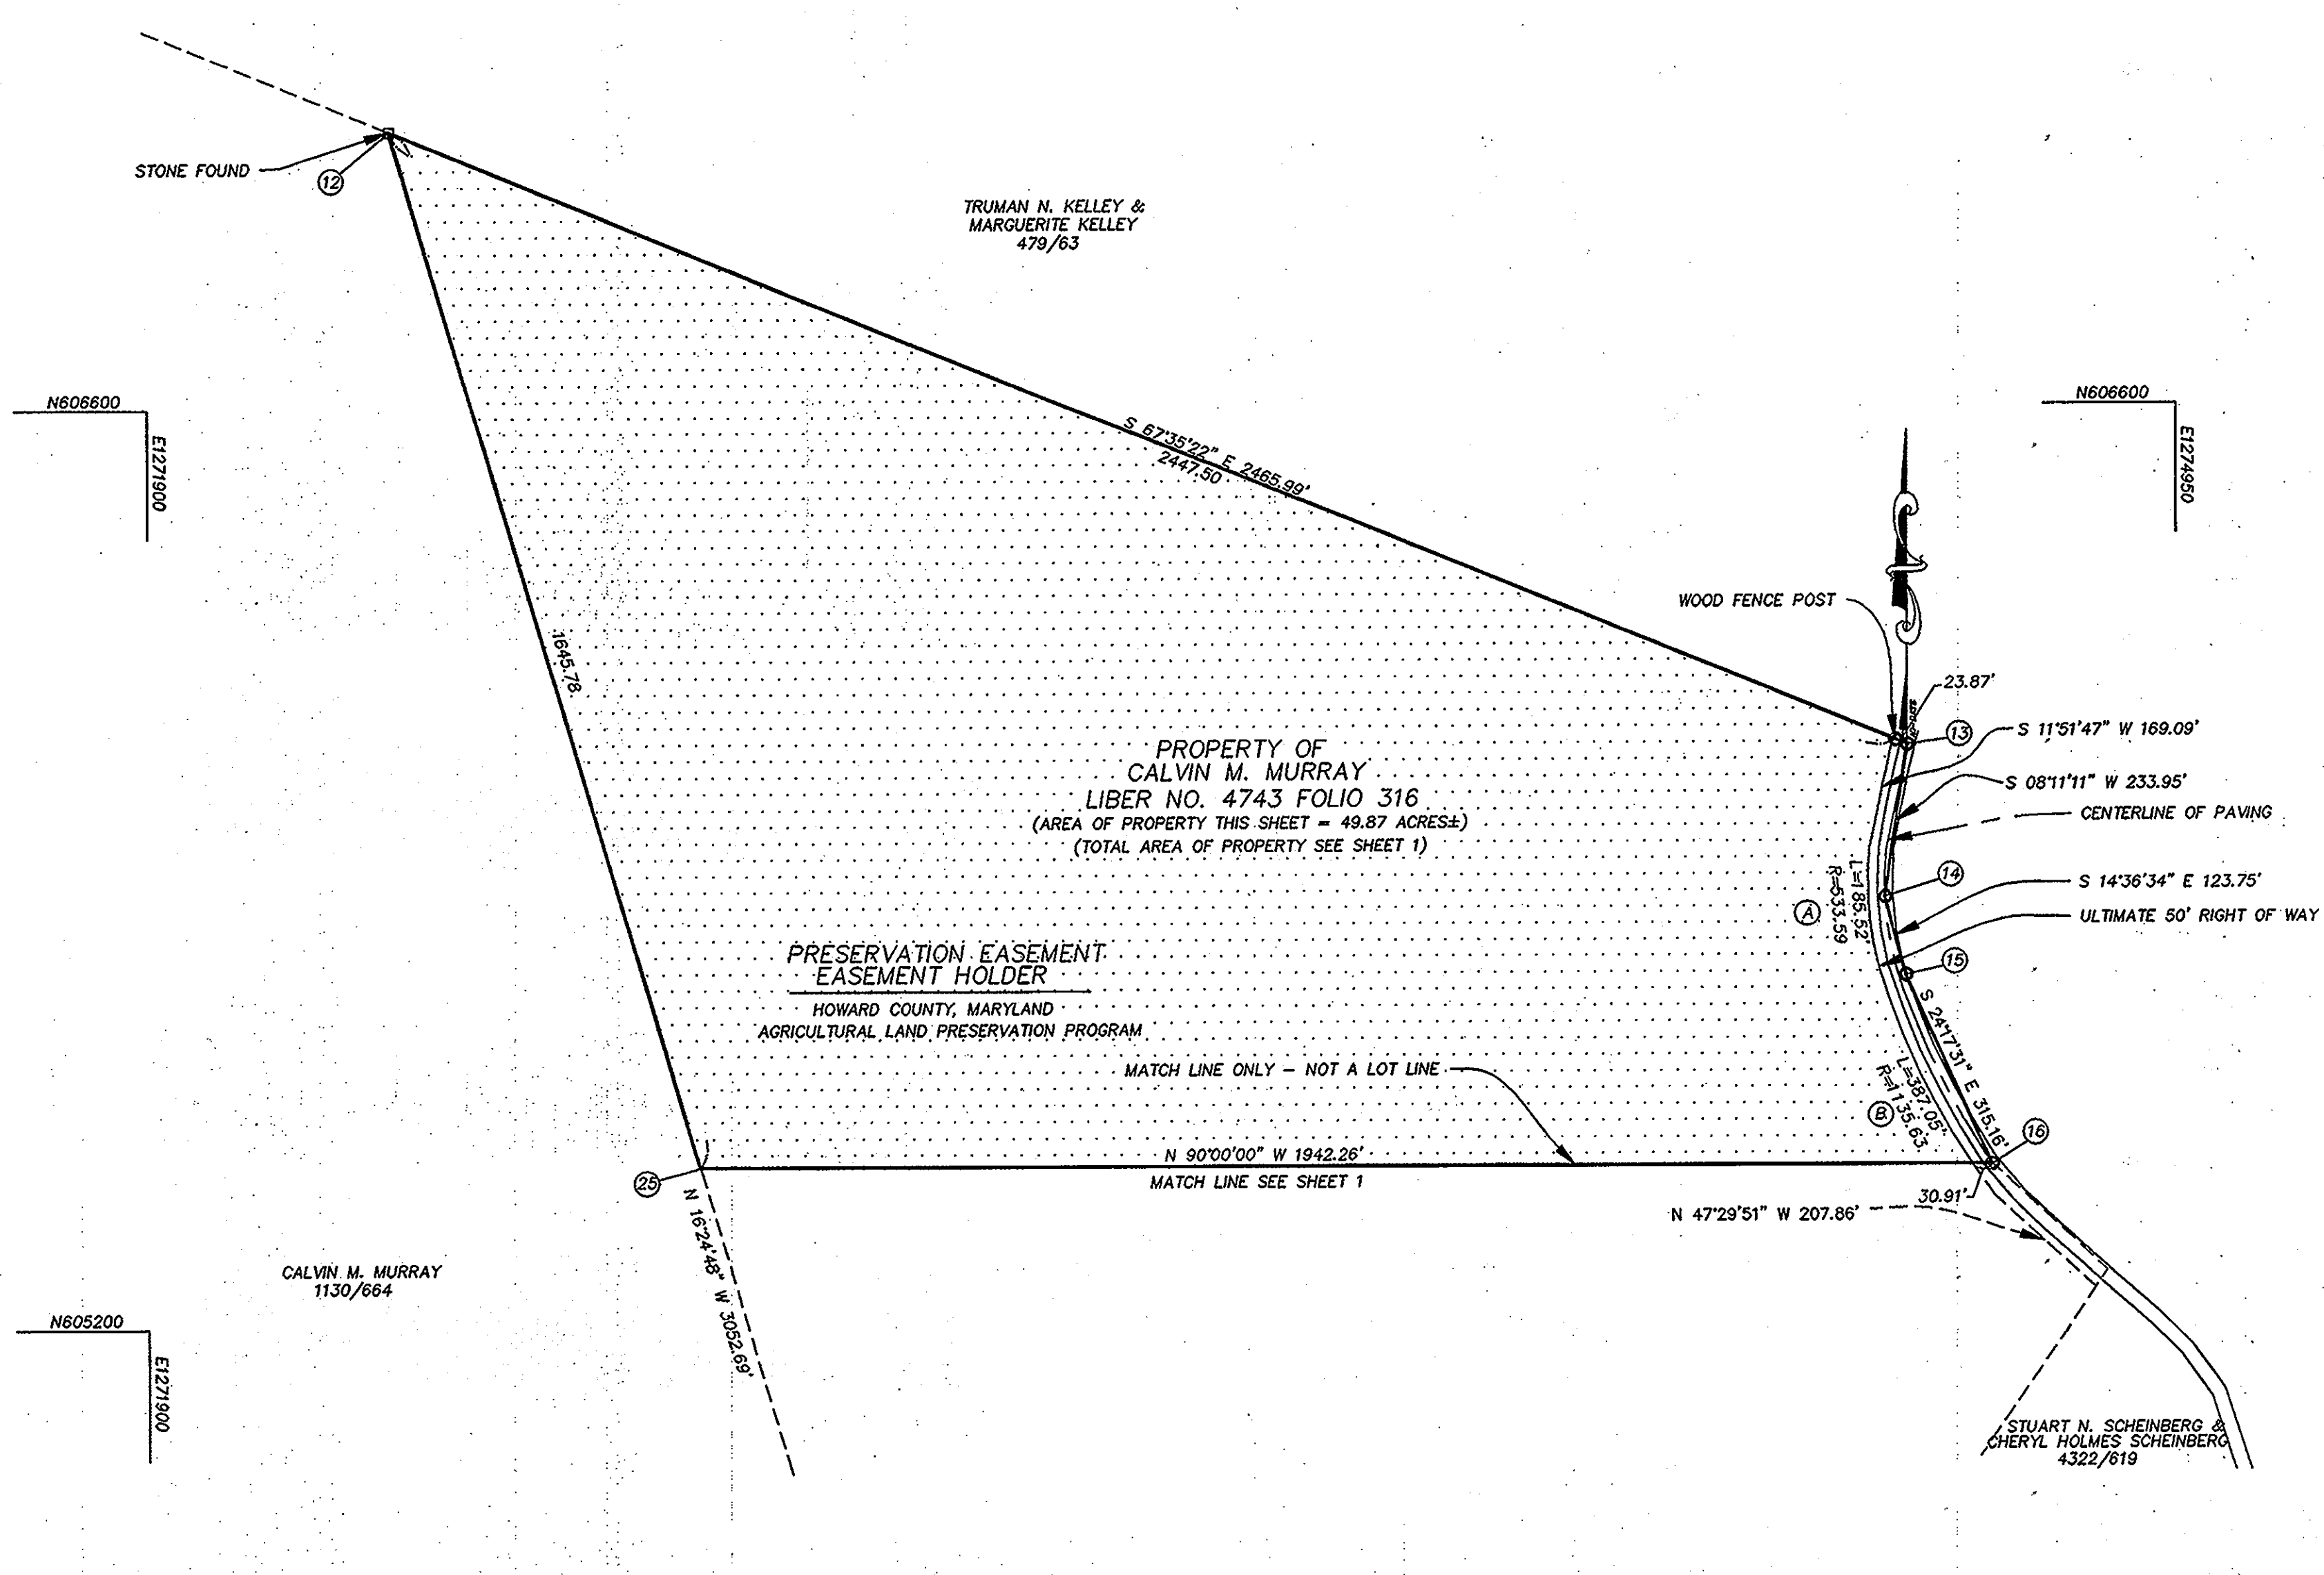 STONE FOUND
12
TRUMAN N. KELLEY &
MARGUERITE KELLEY
479/63
N606600
E1271900
N606600
E1274950
S 67°35'22" E 2465.99'
2447.50
1645.78
WOOD FENCE POST
23.87'
13
S 11°51'47" W 169.09'
S 08°11'11" W 233.95'
CENTERLINE OF PAVING
14
S 14°36'34" E 123.75'
ULTIMATE 50' RIGHT OF WAY
15
A
L=185.52'
R=533.59
PROPERTY OF
CALVIN M. MURRAY
LIBER NO. 4743 FOLIO 316
(AREA OF PROPERTY THIS SHEET = 49.87 ACRES±)
(TOTAL AREA OF PROPERTY SEE SHEET 1)
PRESERVATION EASEMENT
EASEMENT HOLDER
HOWARD COUNTY, MARYLAND
AGRICULTURAL LAND PRESERVATION PROGRAM
MATCH LINE ONLY – NOT A LOT LINE
S 24°17'31" E 315.16'
L=387.05'
R=1135.63
B
16
N 90°00'00" W 1942.26'
MATCH LINE SEE SHEET 1
25
30.91'
N 47°29'51" W 207.86'
N 16°24'48" W 3052.69'
CALVIN M. MURRAY
1130/664
N605200
E1271900
STUART N. SCHEINBERG &
CHERYL HOLMES SCHEINBERG
4322/619